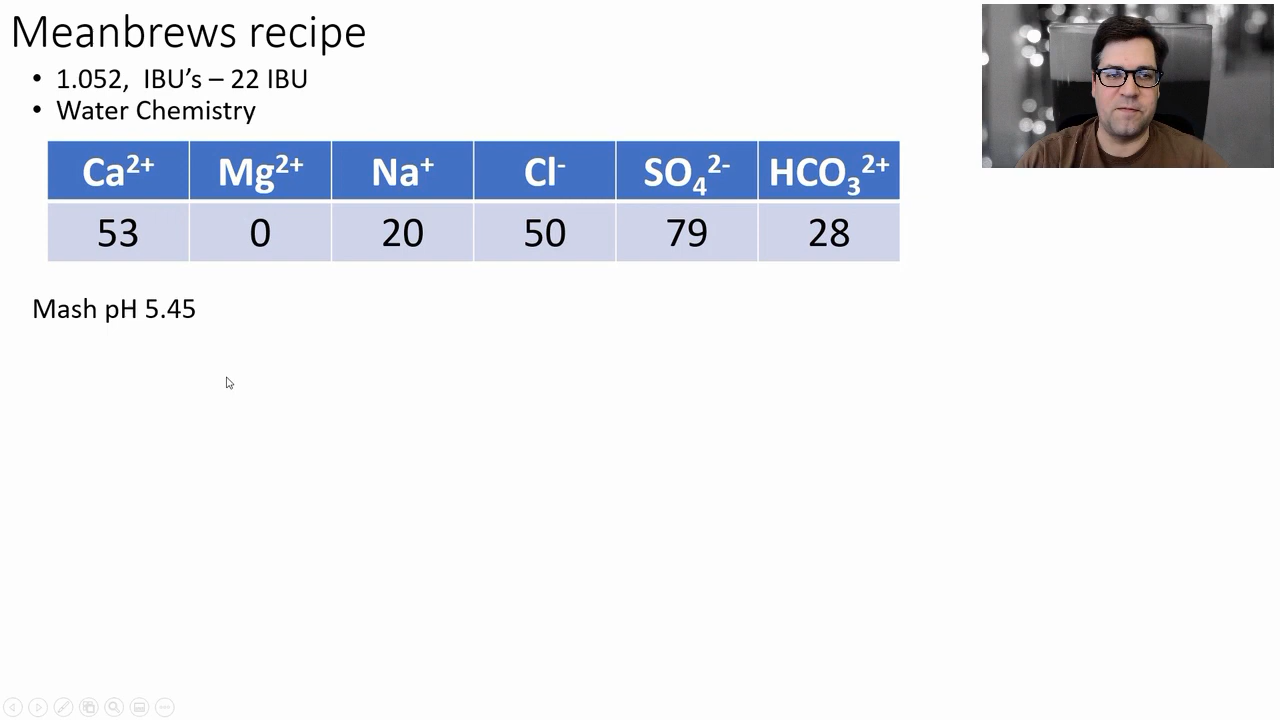 Meanbrews recipe
• 1.052, IBU’s – 22 IBU
• Water Chemistry
Ca²⁺ Mg²⁺ Na⁺ Cl⁻ SO₄²⁻ HCO₃²⁺
53 0 20 50 79 28
Mash pH 5.45